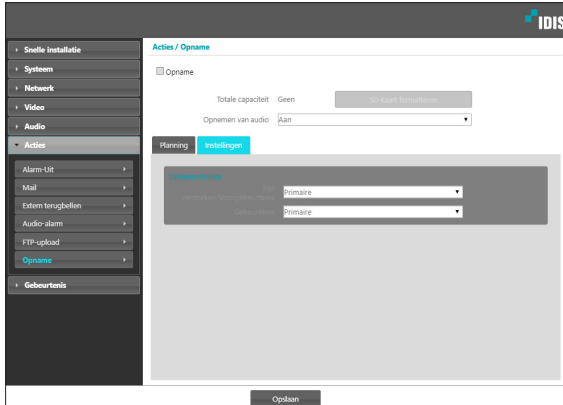 IDIS
Snelle installatie
Systeem
Netwerk
Video
Audio
Acties
Alarm-Uit
Mail
Extern terugbellen
Audio-alarm
FTP-upload
Opname
Gebeurtenis
Acties / Opname
Opname
Totale capaciteit Geen SD-kaart formatteren
Opnemen van audio Aan
Planning Instellingen
Primaire
Gebeurtenis Primaire
Opslaan